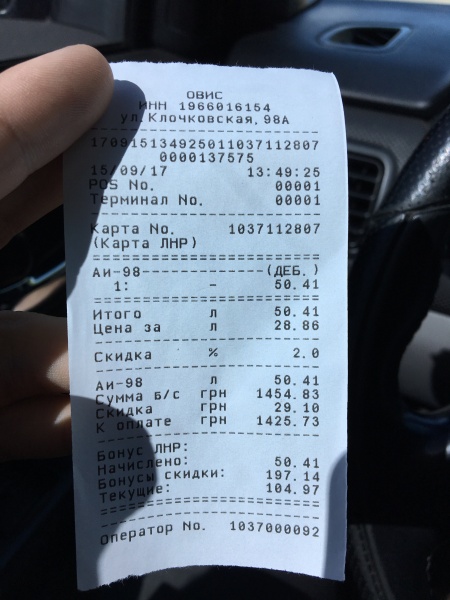 ОВИС
ИНН 1966016154
ул.Клочковская,98А
1709151349250110371​12807
0000137575
15/09/17 13:49:25
POS No. 00001
Терминал No. 00001
Карта No. 1037112807
(Карта ЛНР)
АИ-98-------------(ДЕБ.)
1: - 50.41
Итого л 50.41
Цена за л 28.86
Скидка % 2.0
АИ-98 л 50.41
Сумма б/с грн 1454.83
Скидка грн 29.10
К оплате грн 1425.73
Бонус ЛНР:
Начислено: 50.41
Бонусы скидки: 197.14
Текущие: 104.97
Оператор No. 1037000092